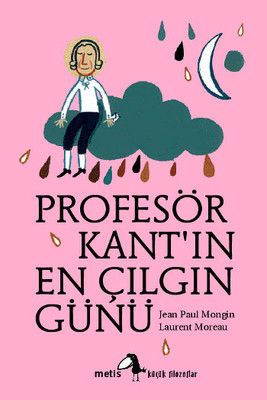 PROFESÖR
KANT'IN
EN ÇILGIN
GÜNÜ
Jean Paul Mongin
Laurent Moreau
metis
küçük filozoflar